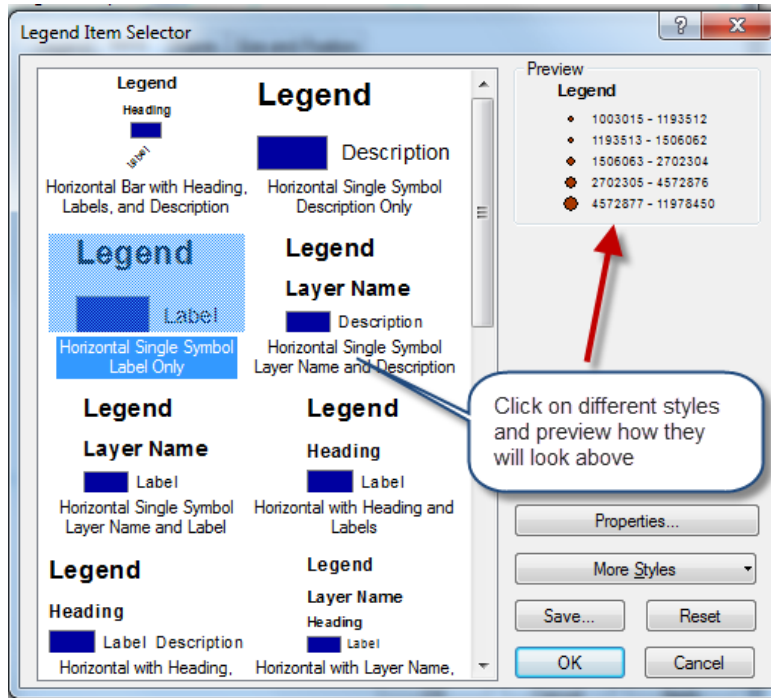 Legend Item Selector
Legend
Heading
Label
Horizontal Bar with Heading,
Labels, and Description
Legend
Description
Horizontal Single Symbol
Description Only
Legend
Label
Horizontal Single Symbol
Label Only
Legend
Layer Name
Description
Horizontal Single Symbol
Layer Name and Description
Legend
Layer Name
Label
Horizontal Single Symbol
Layer Name and Label
Legend
Heading
Label
Horizontal with Heading and
Labels
Legend
Heading
Label Description
Horizontal with Heading,
Legend
Layer Name
Heading
Label
Horizontal with Layer Name,
Preview
Legend
1003015 - 1193512
1193513 - 1506062
1506063 - 2702304
2702305 - 4572876
4572877 - 11978450
Click on different styles
and preview how they
will look above
Properties...
More Styles
Save...
Reset
OK
Cancel